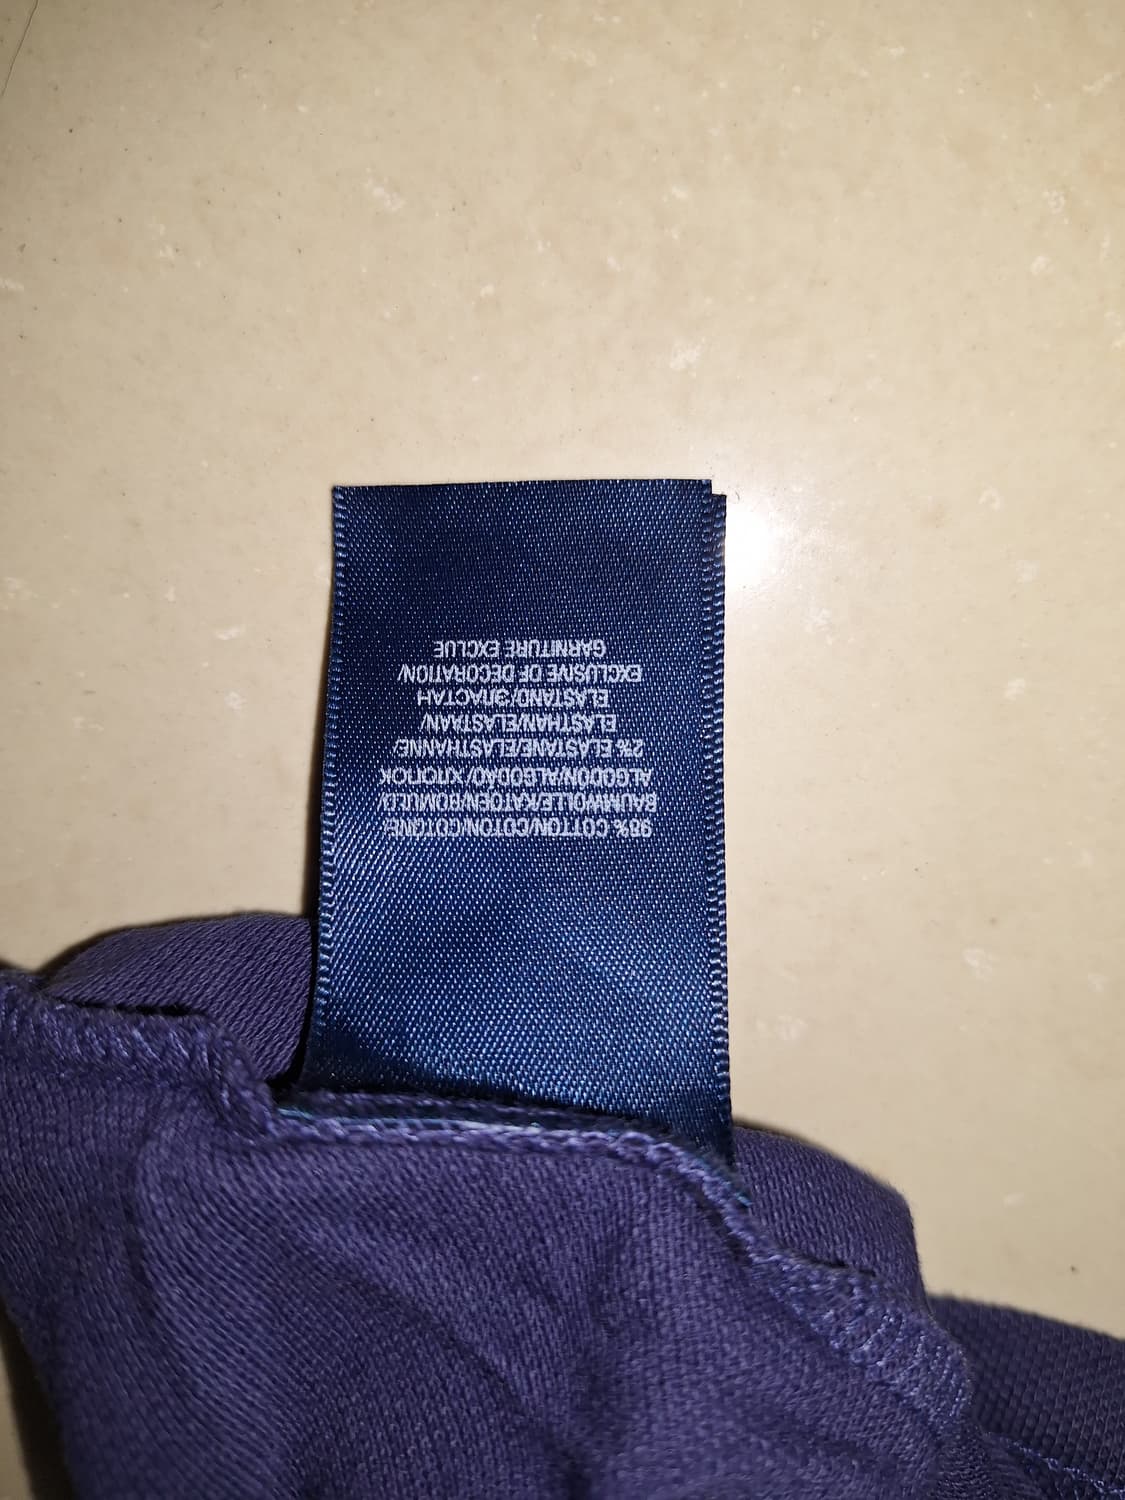 98% COTTON/COTON/COTONE/
BAUMWOLLE/KATOEN/BOMULD/
ALGODÓN/ALGODÃO/ХЛОПОК
2% ELASTANE/ELASTHANNE/
ELASTHAN/ELASTAAN/
ELASTANO/ЭЛАСТАН
EXCLUSIVE OF DECORATION/
GARNITURE EXCLUE